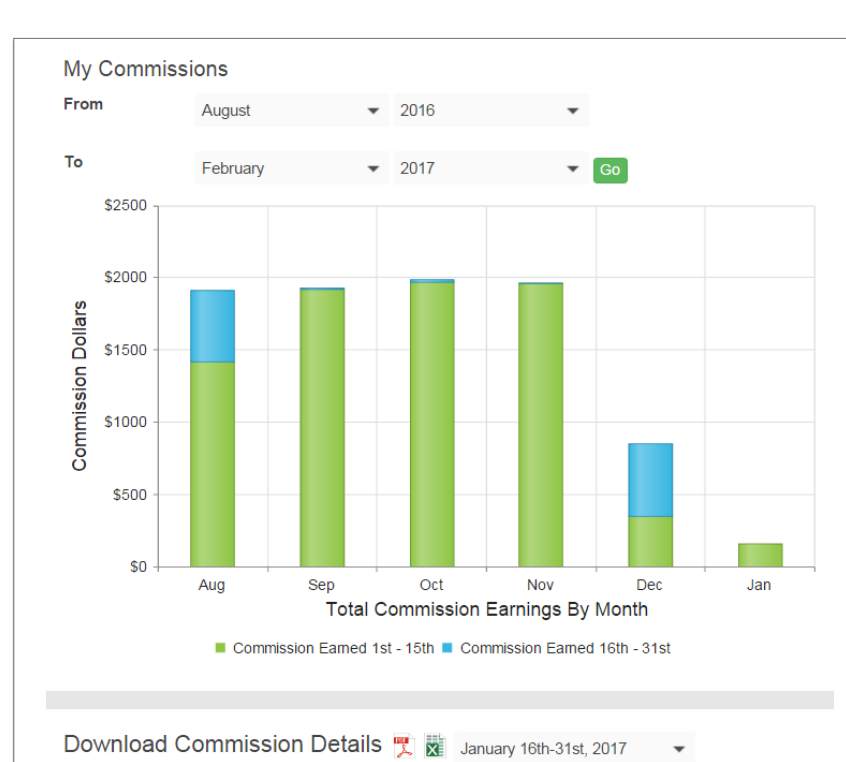 My Commissions
From August 2016
To February 2017 Go
$2500
$2000
$1500
$1000
$500
$0
Commission Dollars
Aug Sep Oct Nov Dec Jan
Total Commission Earnings By Month
Commission Earned 1st - 15th Commission Earned 16th - 31st
Download Commission Details PDF X January 16th-31st, 2017